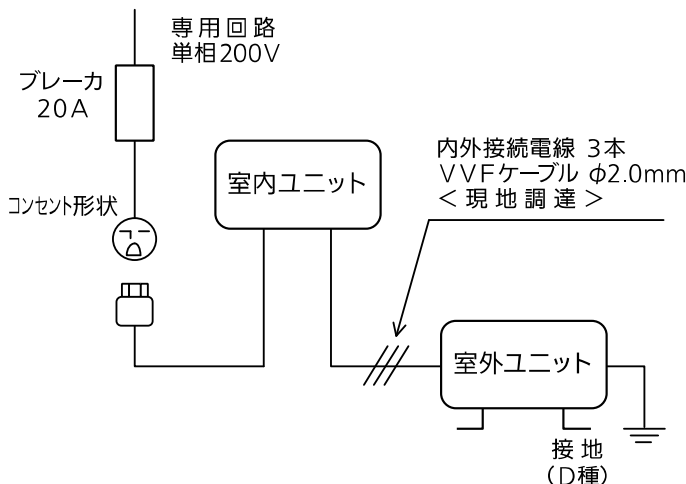 専用回路
単相200V
ブレーカ
20A
コンセント形状
室内ユニット
内外接続電線 3本
VVFケーブル φ2.0mm
<現地調達>
室外ユニット
接地
(D種)